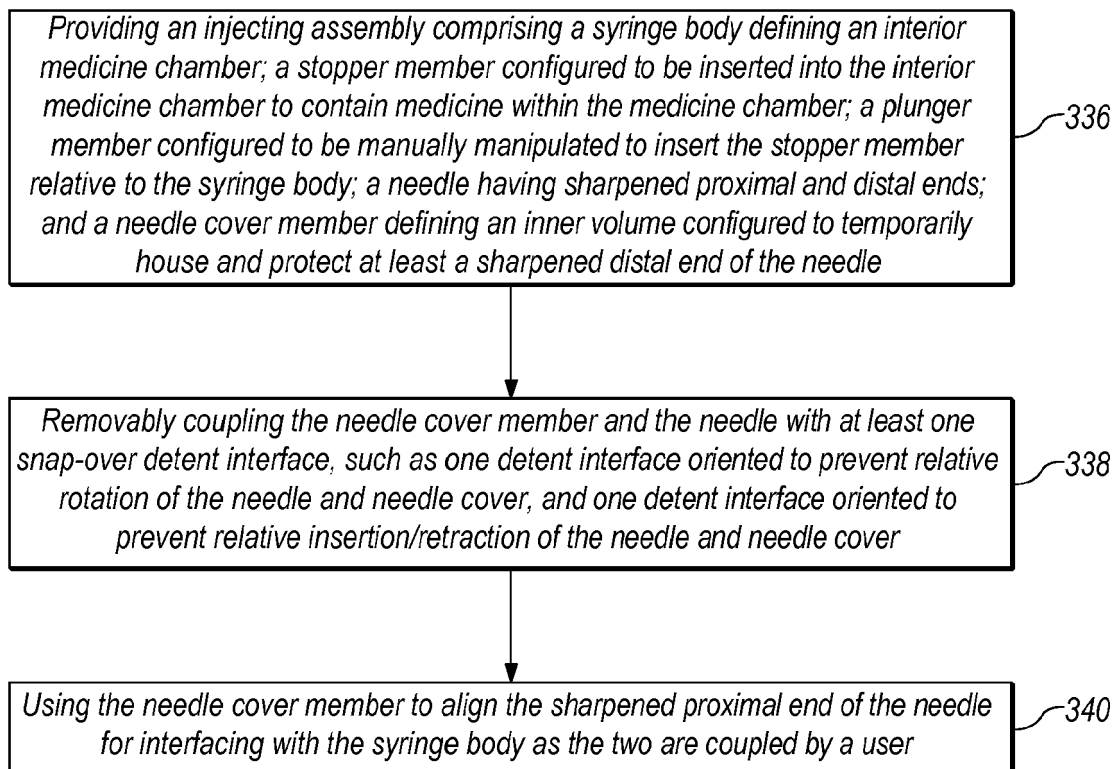 Providing an injecting assembly comprising a syringe body defining an interior
medicine chamber; a stopper member configured to be inserted into the interior
medicine chamber to contain medicine within the medicine chamber; a plunger
member configured to be manually manipulated to insert the stopper member
relative to the syringe body; a needle having sharpened proximal and distal ends;
and a needle cover member defining an inner volume configured to temporarily
house and protect at least a sharpened distal end of the needle
336
Removably coupling the needle cover member and the needle with at least one
snap-over detent interface, such as one detent interface oriented to prevent relative
rotation of the needle and needle cover, and one detent interface oriented to
prevent relative insertion/retraction of the needle and needle cover
338
Using the needle cover member to align the sharpened proximal end of the needle
for interfacing with the syringe body as the two are coupled by a user
340